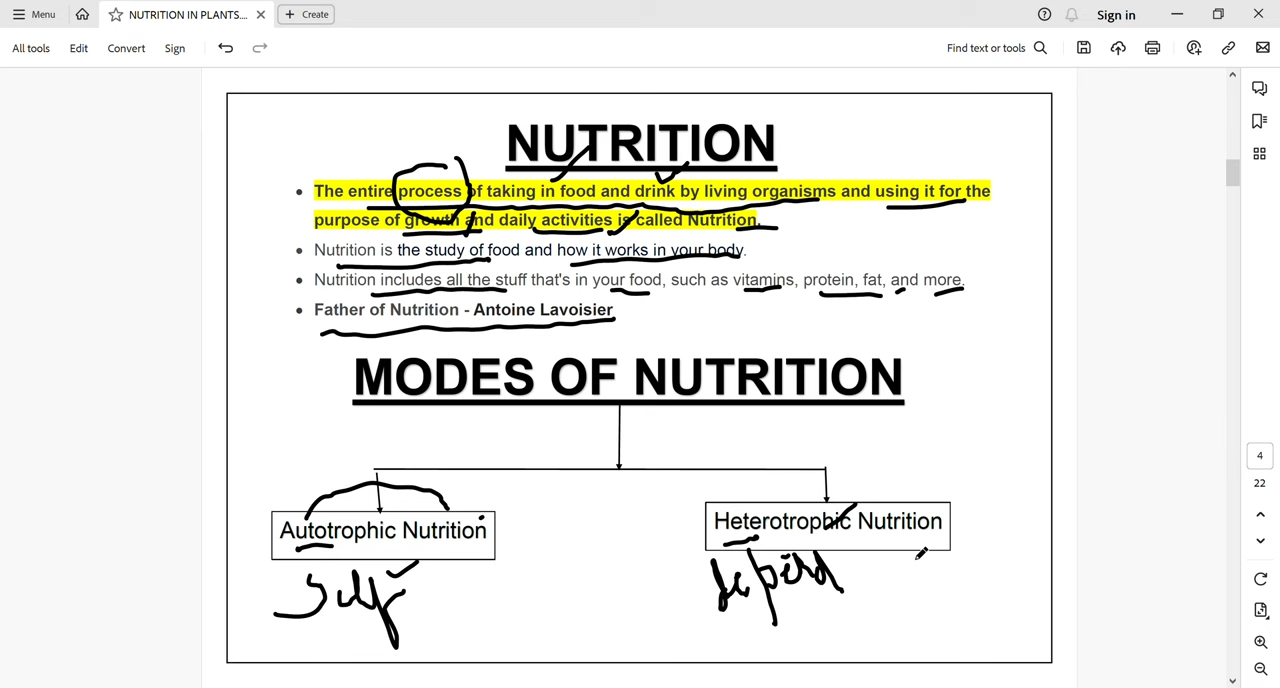 Menu
NUTRITION IN PLANTS....
Create
Sign in
All tools
Edit
Convert
Sign
Find text or tools
NUTRITION
The entire process of taking in food and drink by living organisms and using it for the
purpose of growth and daily activities is called Nutrition.
Nutrition is the study of food and how it works in your body.
Nutrition includes all the stuff that's in your food, such as vitamins, protein, fat, and more.
Father of Nutrition - Antoine Lavoisier
MODES OF NUTRITION
Autotrophic Nutrition
Heterotrophic Nutrition
Self
depend
4
22